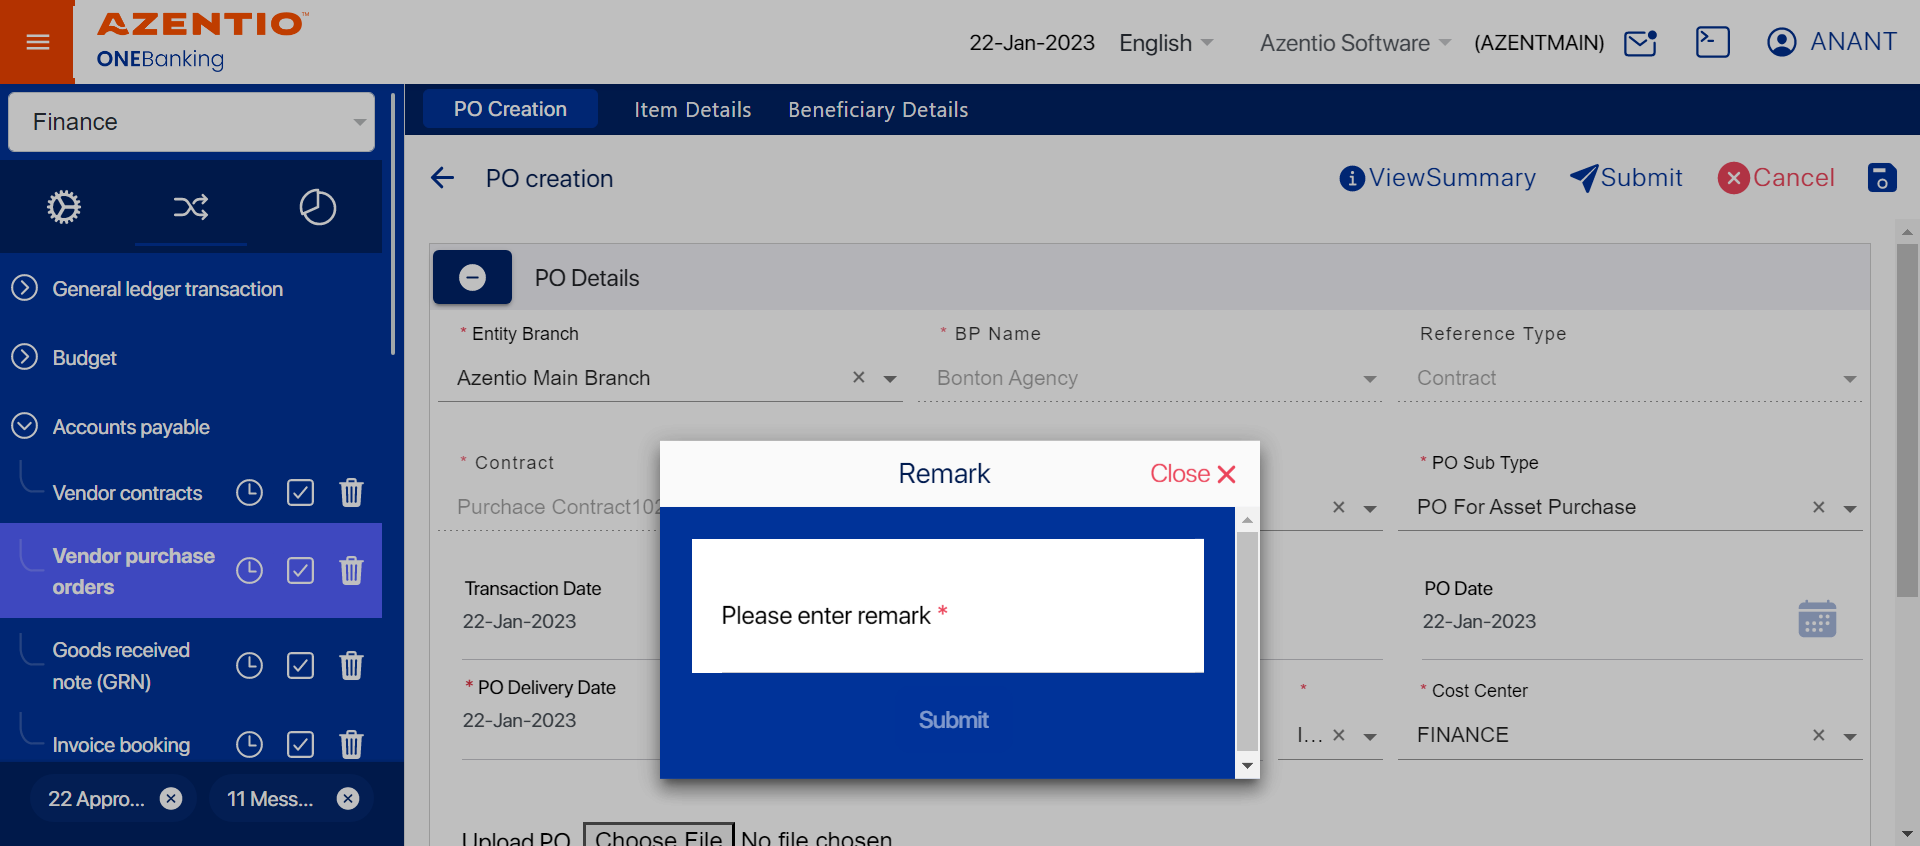 AZENTIO™
ONEBanking
22-Jan-2023 English Azentio Software (AZENTMAIN) ANANT
Finance
PO Creation Item Details Beneficiary Details
PO creation ViewSummary Submit Cancel
General ledger transaction
Budget
Accounts payable
Vendor contracts
Vendor purchase
orders
Goods received
note (GRN)
Invoice booking
22 Appro...
11 Mess...
PO Details
* Entity Branch * BP Name Reference Type
Azentio Main Branch Bonton Agency Contract
* Contract * PO Sub Type
Purchace Contract102 PO For Asset Purchase
Transaction Date PO Date
22-Jan-2023 22-Jan-2023
* PO Delivery Date * * Cost Center
22-Jan-2023 I... FINANCE
Upload PO Choose File No file chosen
Remark Close
Please enter remark *
Submit